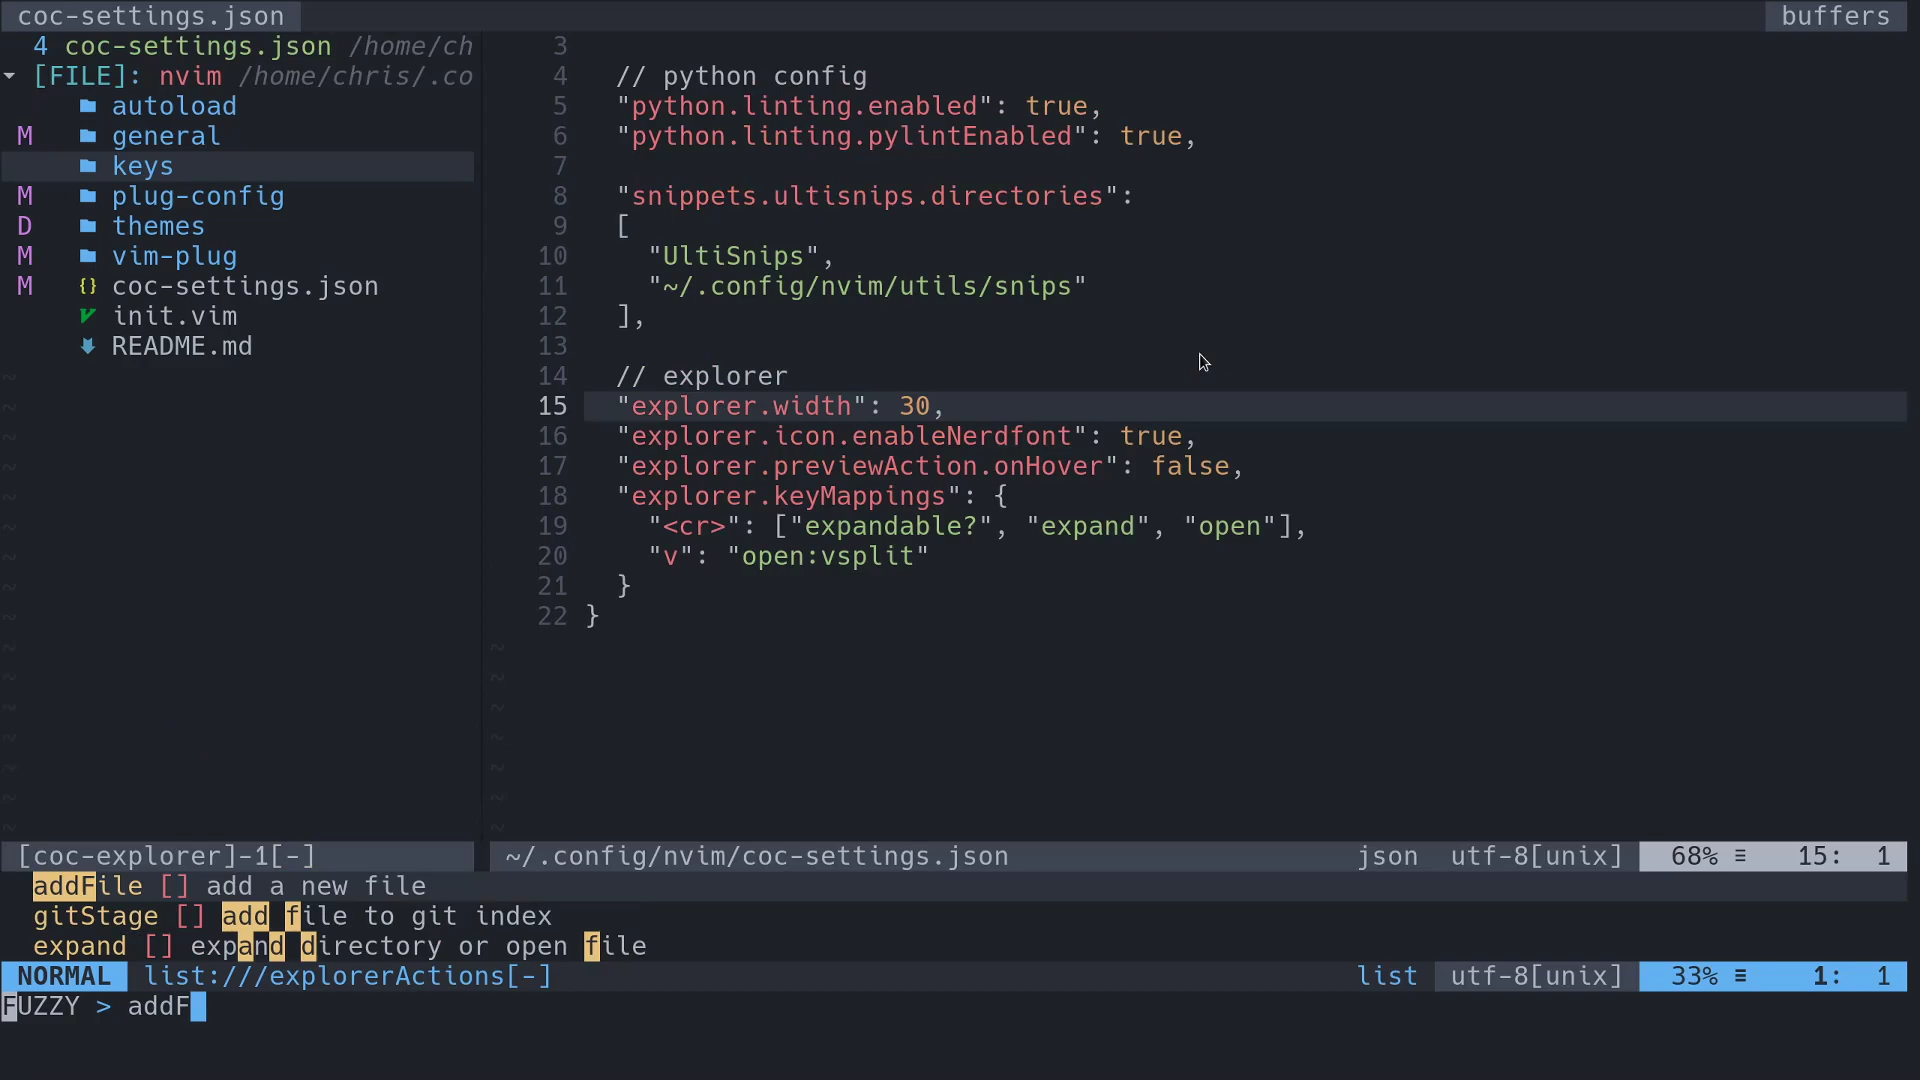 coc-settings.json buffers
4 coc-settings.json /home/ch
[FILE]: nvim /home/chris/.co
autoload
M general
keys
M plug-config
D themes
M vim-plug
M {} coc-settings.json
init.vim
README.md
3
4 // python config
5 "python.linting.enabled": true,
6 "python.linting.pylintEnabled": true,
7
8 "snippets.ultisnips.directories":
9 [
10 "UltiSnips",
11 "~/.config/nvim/utils/snips"
12 ],
13
14 // explorer
15 "explorer.width": 30,
16 "explorer.icon.enableNerdfont": true,
17 "explorer.previewAction.onHover": false,
18 "explorer.keyMappings": {
19 "<cr>": ["expandable?", "expand", "open"],
20 "v": "open:vsplit"
21 }
22 }
[coc-explorer]-1[-] ~/.config/nvim/coc-settings.json json utf-8[unix] 68% ≡ 15: 1
addFile [] add a new file
gitStage [] add file to git index
expand [] expand directory or open file
NORMAL list:///explorerActions[-] list utf-8[unix] 33% ≡ 1: 1
FUZZY > addF